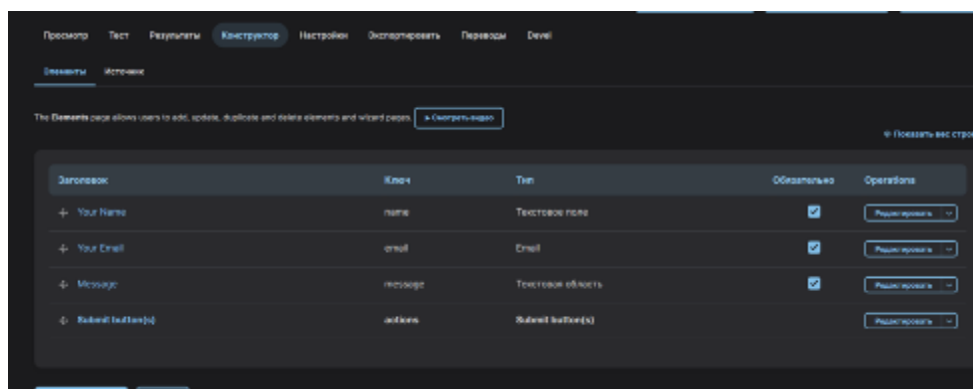 Просмотр Тест Результаты Конструктор Настройки Экспортировать Переводы Devel
Элементы Источник
The Elements page allows users to add, update, duplicate and delete elements and wizard pages. Смотреть видео
Показать вес стро
Заголовок Ключ Тип Обязательно Operations
Your Name name Текстовое поле Редактировать
Your Email email Email Редактировать
Message message Текстовая область Редактировать
Submit button(s) actions Submit button(s) Редактировать